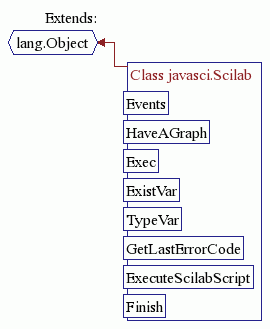 Extends:
lang.Object
Class javasci.Scilab
Events
HaveAGraph
Exec
ExistVar
TypeVar
GetLastErrorCode
ExecuteScilabScript
Finish